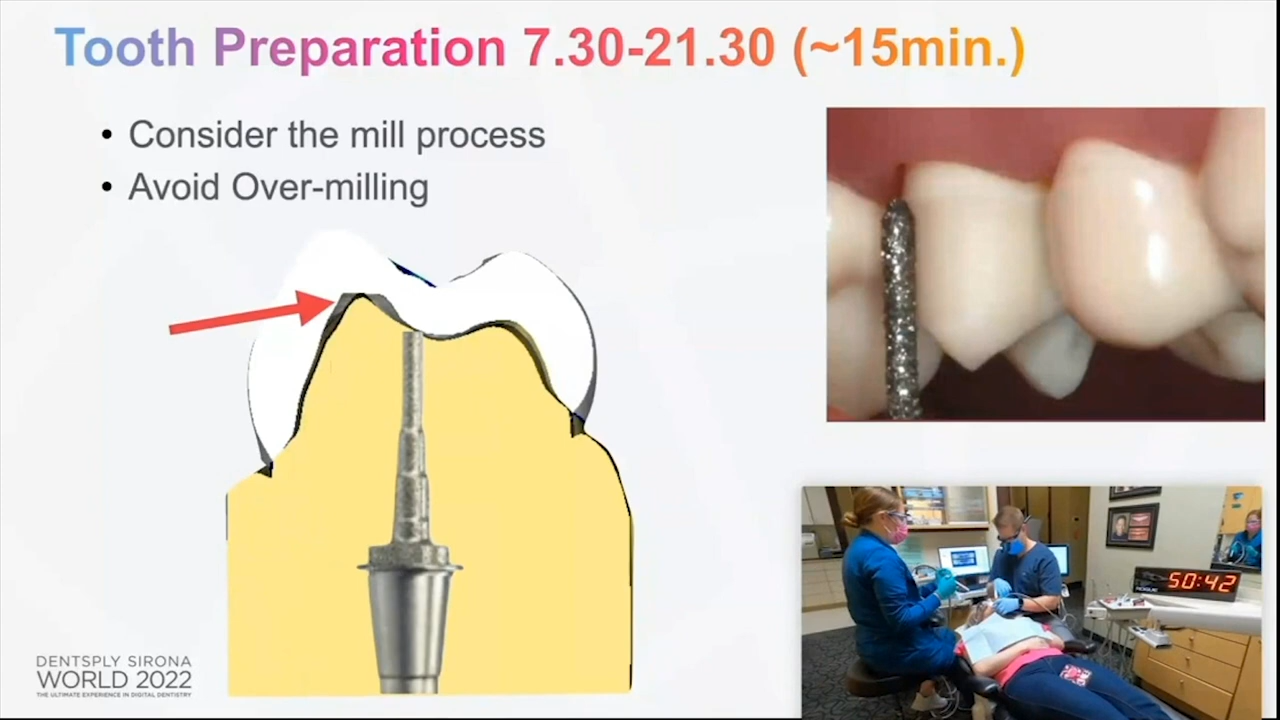 Tooth Preparation 7.30-21.30 (~15min.)
• Consider the mill process
• Avoid Over-milling
DENTSPLY SIRONA
WORLD 2022
THE ULTIMATE EXPERIENCE IN DIGITAL DENTISTRY
50:42
ROGUE